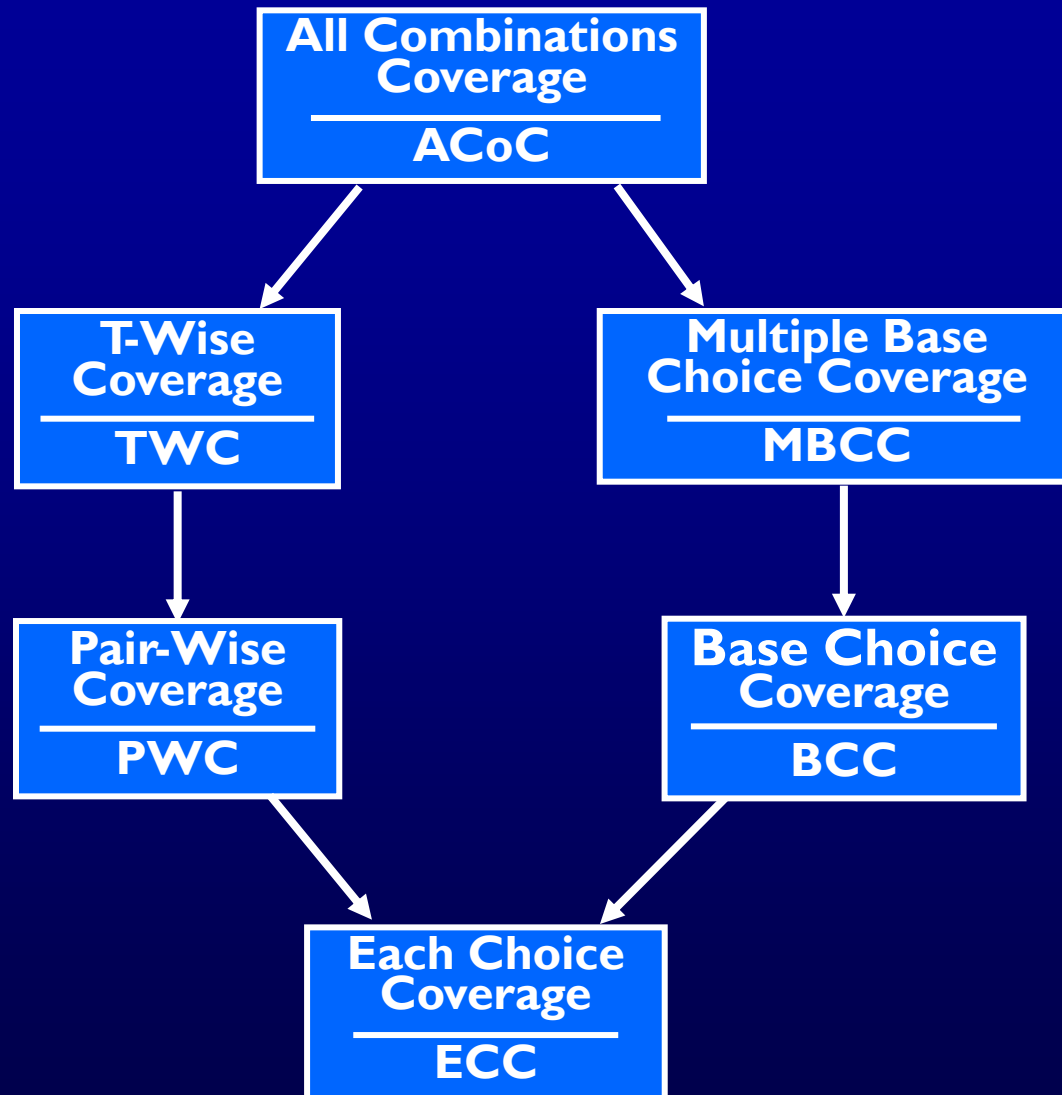 All Combinations
Coverage
ACoC
T-Wise
Coverage
TWC
Multiple Base
Choice Coverage
MBCC
Pair-Wise
Coverage
PWC
Base Choice
Coverage
BCC
Each Choice
Coverage
ECC